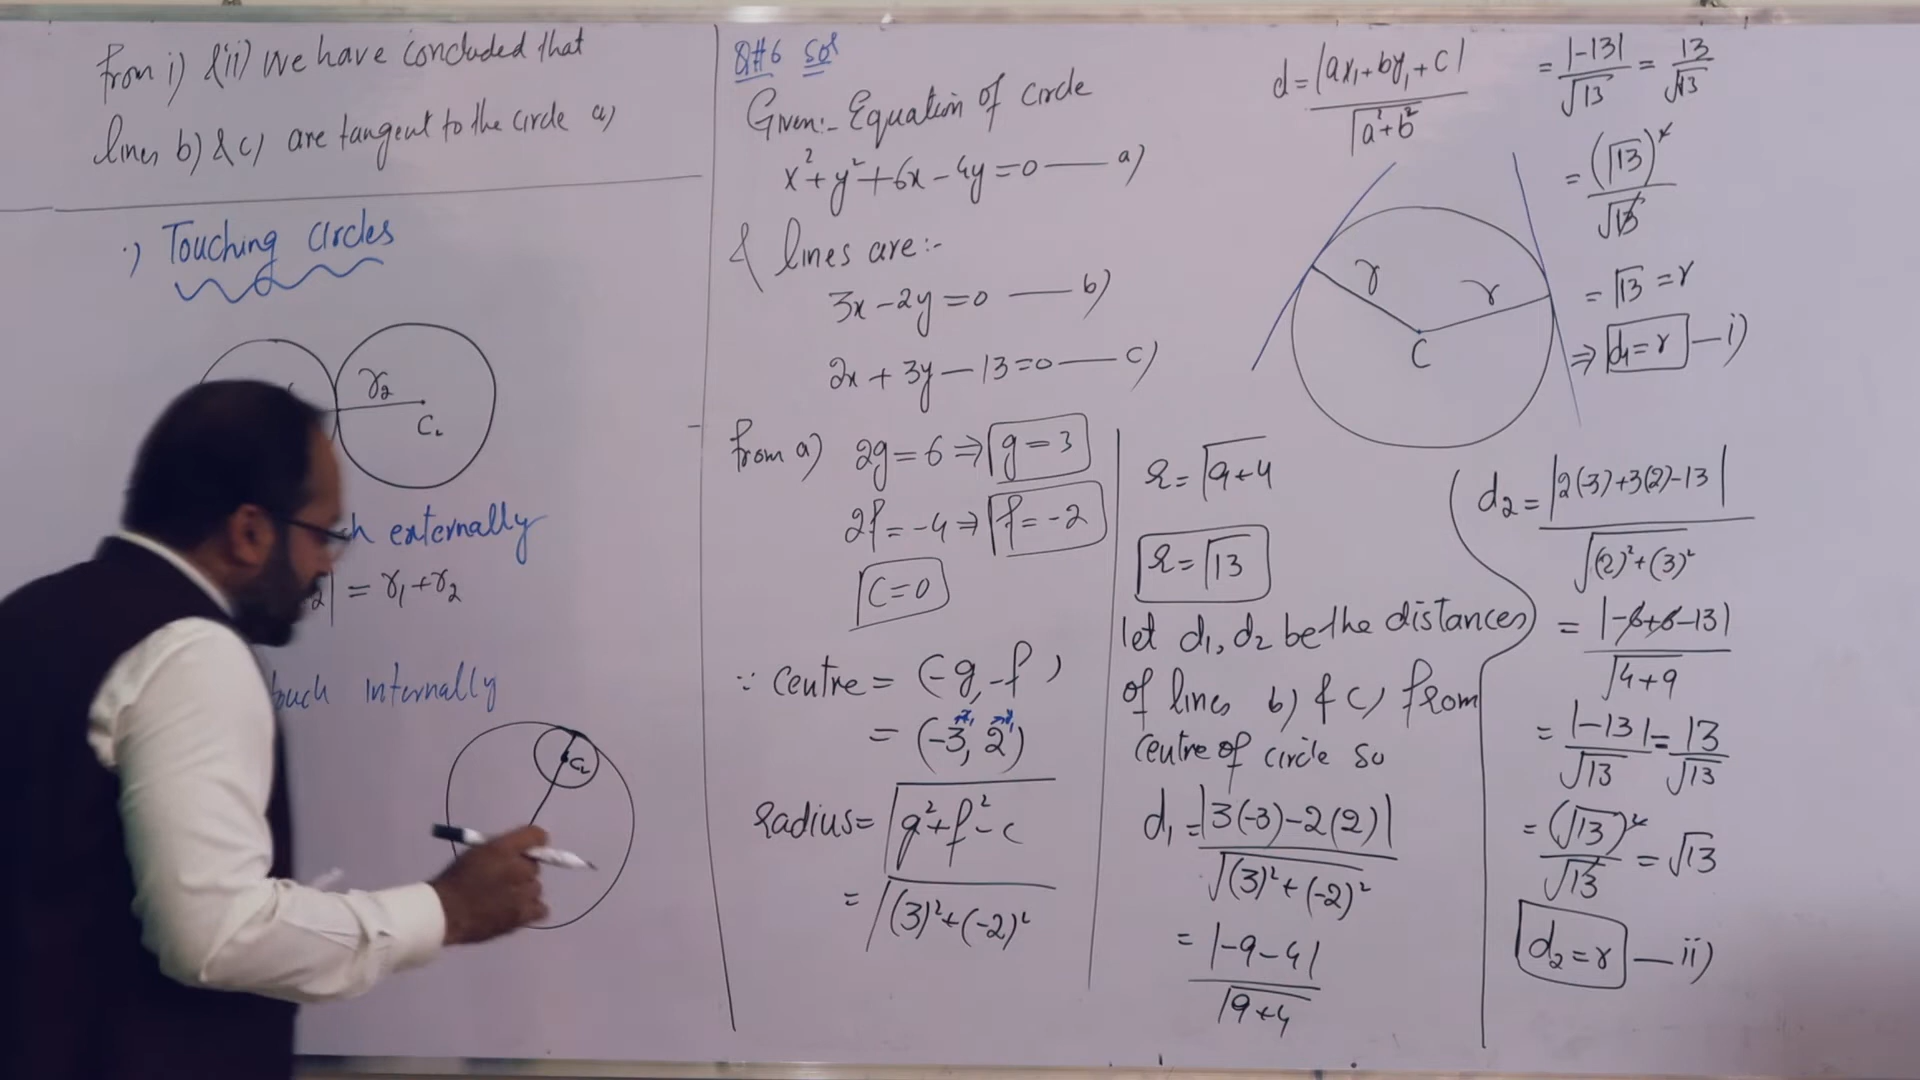 from i) & ii) we have concluded that
lines b) & c) are tangent to the circle a)
Touching circles
r₂
C₂
externally
2| = r₁+r₂
internally
C₂
Q#6 Sol
Given:- Equation of circle
x²+y²+6x-4y=0 — a)
& lines are:-
3x-2y=0 — b)
2x+3y-13=0 — c)
from a) 2g=6 ⇒ g=3
2f=-4 ⇒ f=-2
C=0
∵ centre = (-g,-f)
= (-3, 2)
radius = √g²+f²-c
= √(3)²+(-2)²
r = √9+4
r = √13
let d₁, d₂ be the distances
of lines b) & c) from
centre of circle so
d₁ = |3(-3)-2(2)|
√(3)²+(-2)²
= |-9-4|
√9+4
d = |ax₁+by₁+c|
√a²+b²
r
r
C
= |-13|/√13 = 13/√13
= (√13)²
√13
= √13 = r
⇒ d₁=r — i)
d₂ = |2(-3)+3(2)-13|
√(2)²+(3)²
= |-6+6-13|
√4+9
= |-13|/√13 = 13/√13
= (√13)²/√13 = √13
d₂=r — ii)